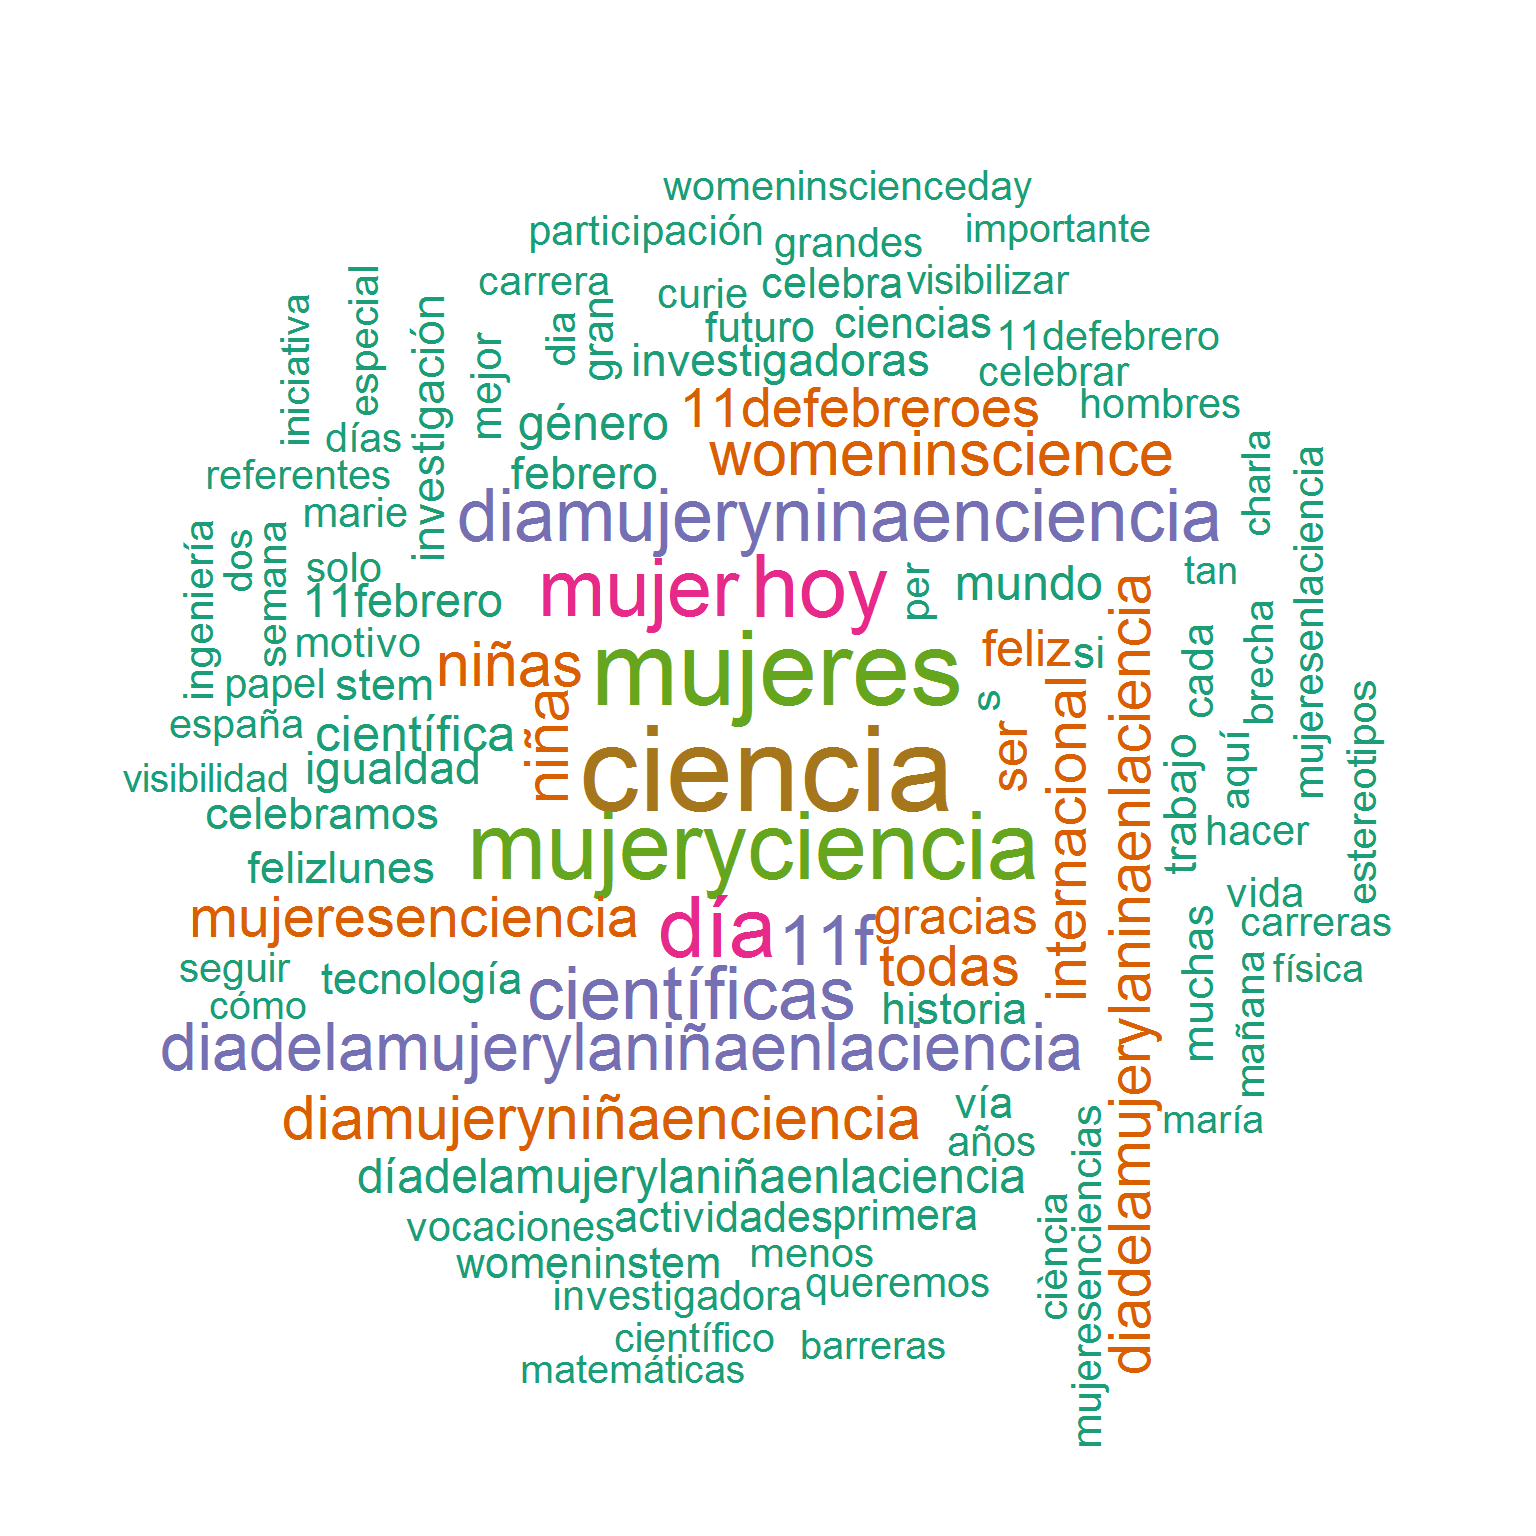 womeninscienceday
participación
grandes
importante
carrera
curie
celebra
visibilizar
iniciativa
especial
investigación
mejor
dia
gran
futuro
ciencias
11defebrero
investigadoras
celebrar
días
género
11defebreroes
hombres
referentes
febrero
womeninscience
charla
mujeresenlaciencia
marie
diamujeryninaenciencia
ingeniería
dos
semana
solo
11febrero
mujer
hoy
per
mundo
tan
motivo
niñas
mujeres
feliz
si
diadelamujerylaninaenlaciencia
cada
brecha
papel
stem
niña
s
internacional
estereotipos
españa
científica
ciencia
ser
trabajo
aquí
visibilidad
igualdad
celebramos
mujeryciencia
hacer
felizlunes
vida
mujeresenciencia
día
11f
gracias
carreras
muchas
seguir
tecnología
científicas
todas
física
cómo
historia
mañana
diadelamujerylaniñaenlaciencia
diamujeryniñaenciencia
vía
maría
años
mujeresenciencias
díadelamujerylaniñaenlaciencia
ciència
vocaciones
actividades
primera
womeninstem
menos
investigadora
queremos
científico
barreras
matemáticas